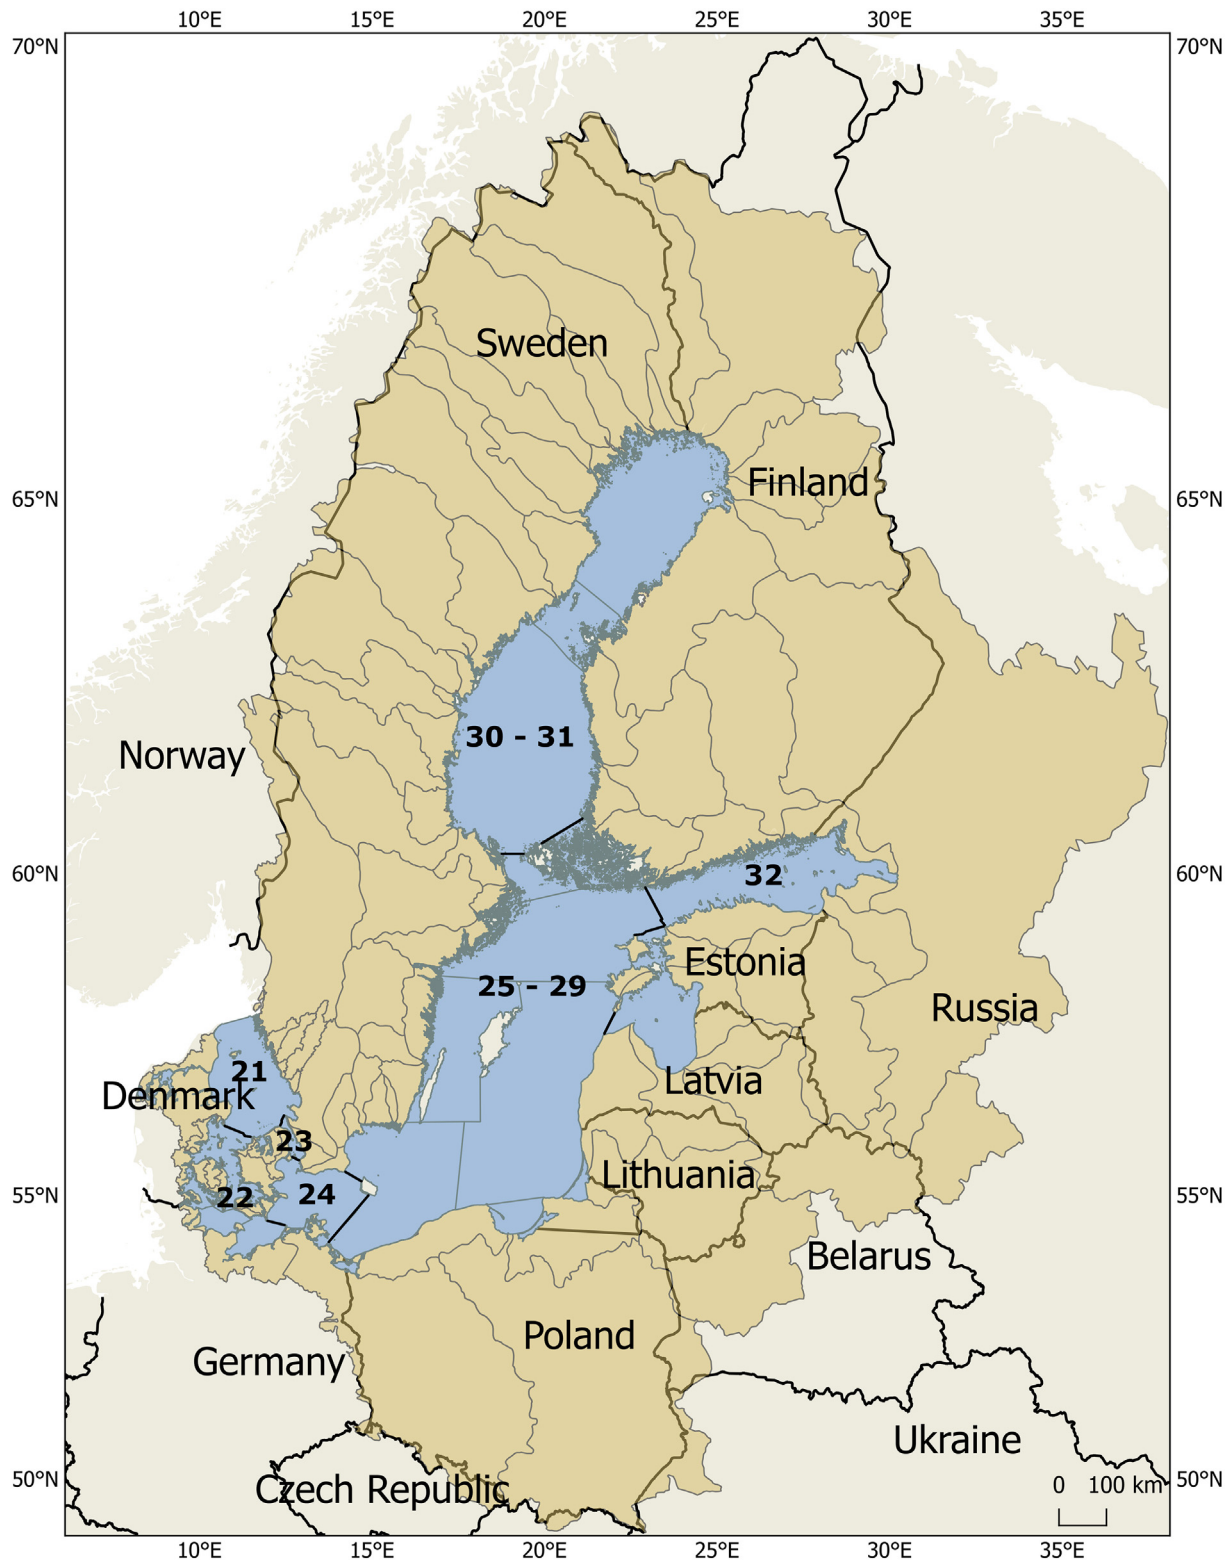 10°E 15°E 20°E 25°E 30°E 35°E
70°N 70°N
Sweden
Finland
65°N 65°N
30 - 31
Norway
60°N 60°N
32
Estonia
25 - 29
Russia
21
Latvia
Denmark
23
Lithuania
55°N 55°N
22
24
Belarus
Poland
Germany
Ukraine
50°N 50°N
0 100 km
Czech Republic
10°E 15°E 20°E 25°E 30°E 35°E